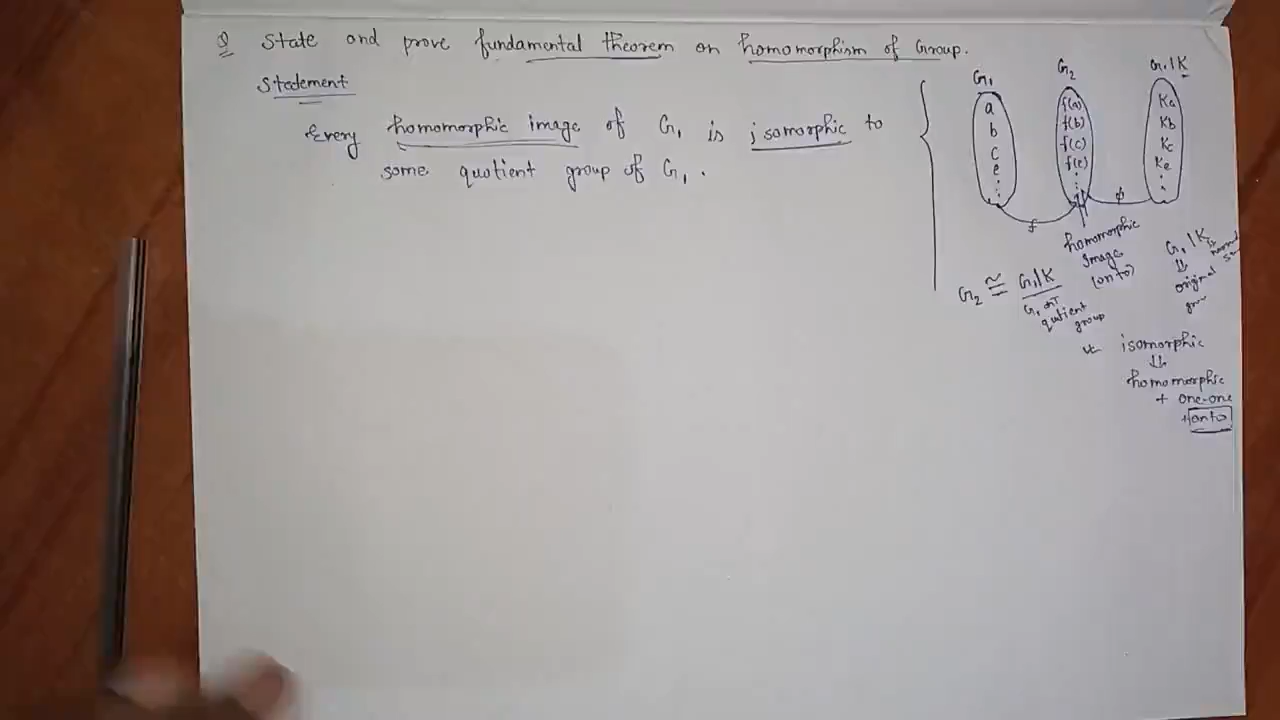 Q State and prove fundamental theorem on homomorphism of Group.
Statement
Every homomorphic image of G₁ is isomorphic to
some quotient group of G₁.
G₁ G₂ G₁|K
a f(a) Ka
b f(b) Kb
c f(c) Kc
e f(e) Ke
f φ
homomorphic
image
(onto)
G₁|K is
⇓
original
G₂ ≅ G₁|K
G₁
qutient
group
isomorphic
⇓
homomorphic
+ one-one
+ onto